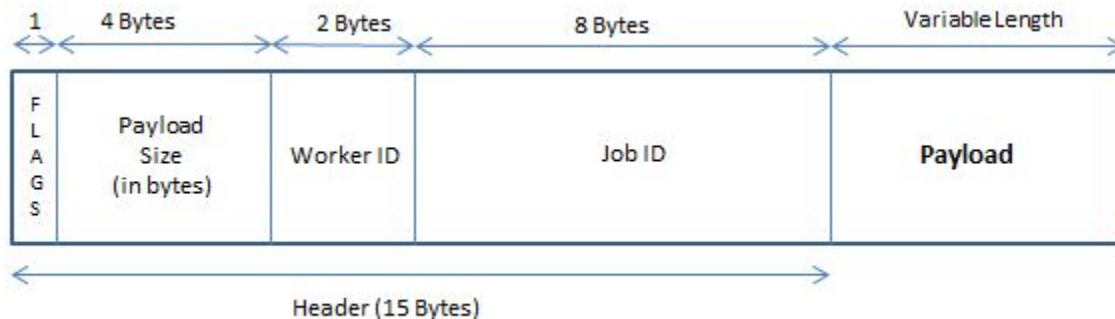 1
4 Bytes
2 Bytes
8 Bytes
Variable Length
F
L
A
G
S
Payload
Size
(in bytes)
Worker ID
Job ID
Payload
Header (15 Bytes)